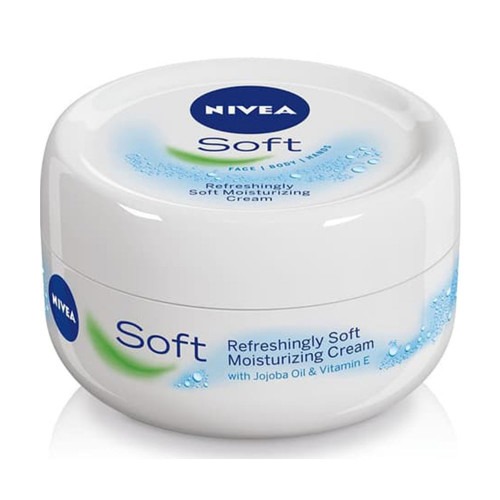 NIVEA
Soft
FACE | BODY | HANDS
Refreshingly
Soft Moisturizing
Cream
NIVEA
Soft
Refreshingly Soft
Moisturizing Cream
with Jojoba Oil & Vitamin E